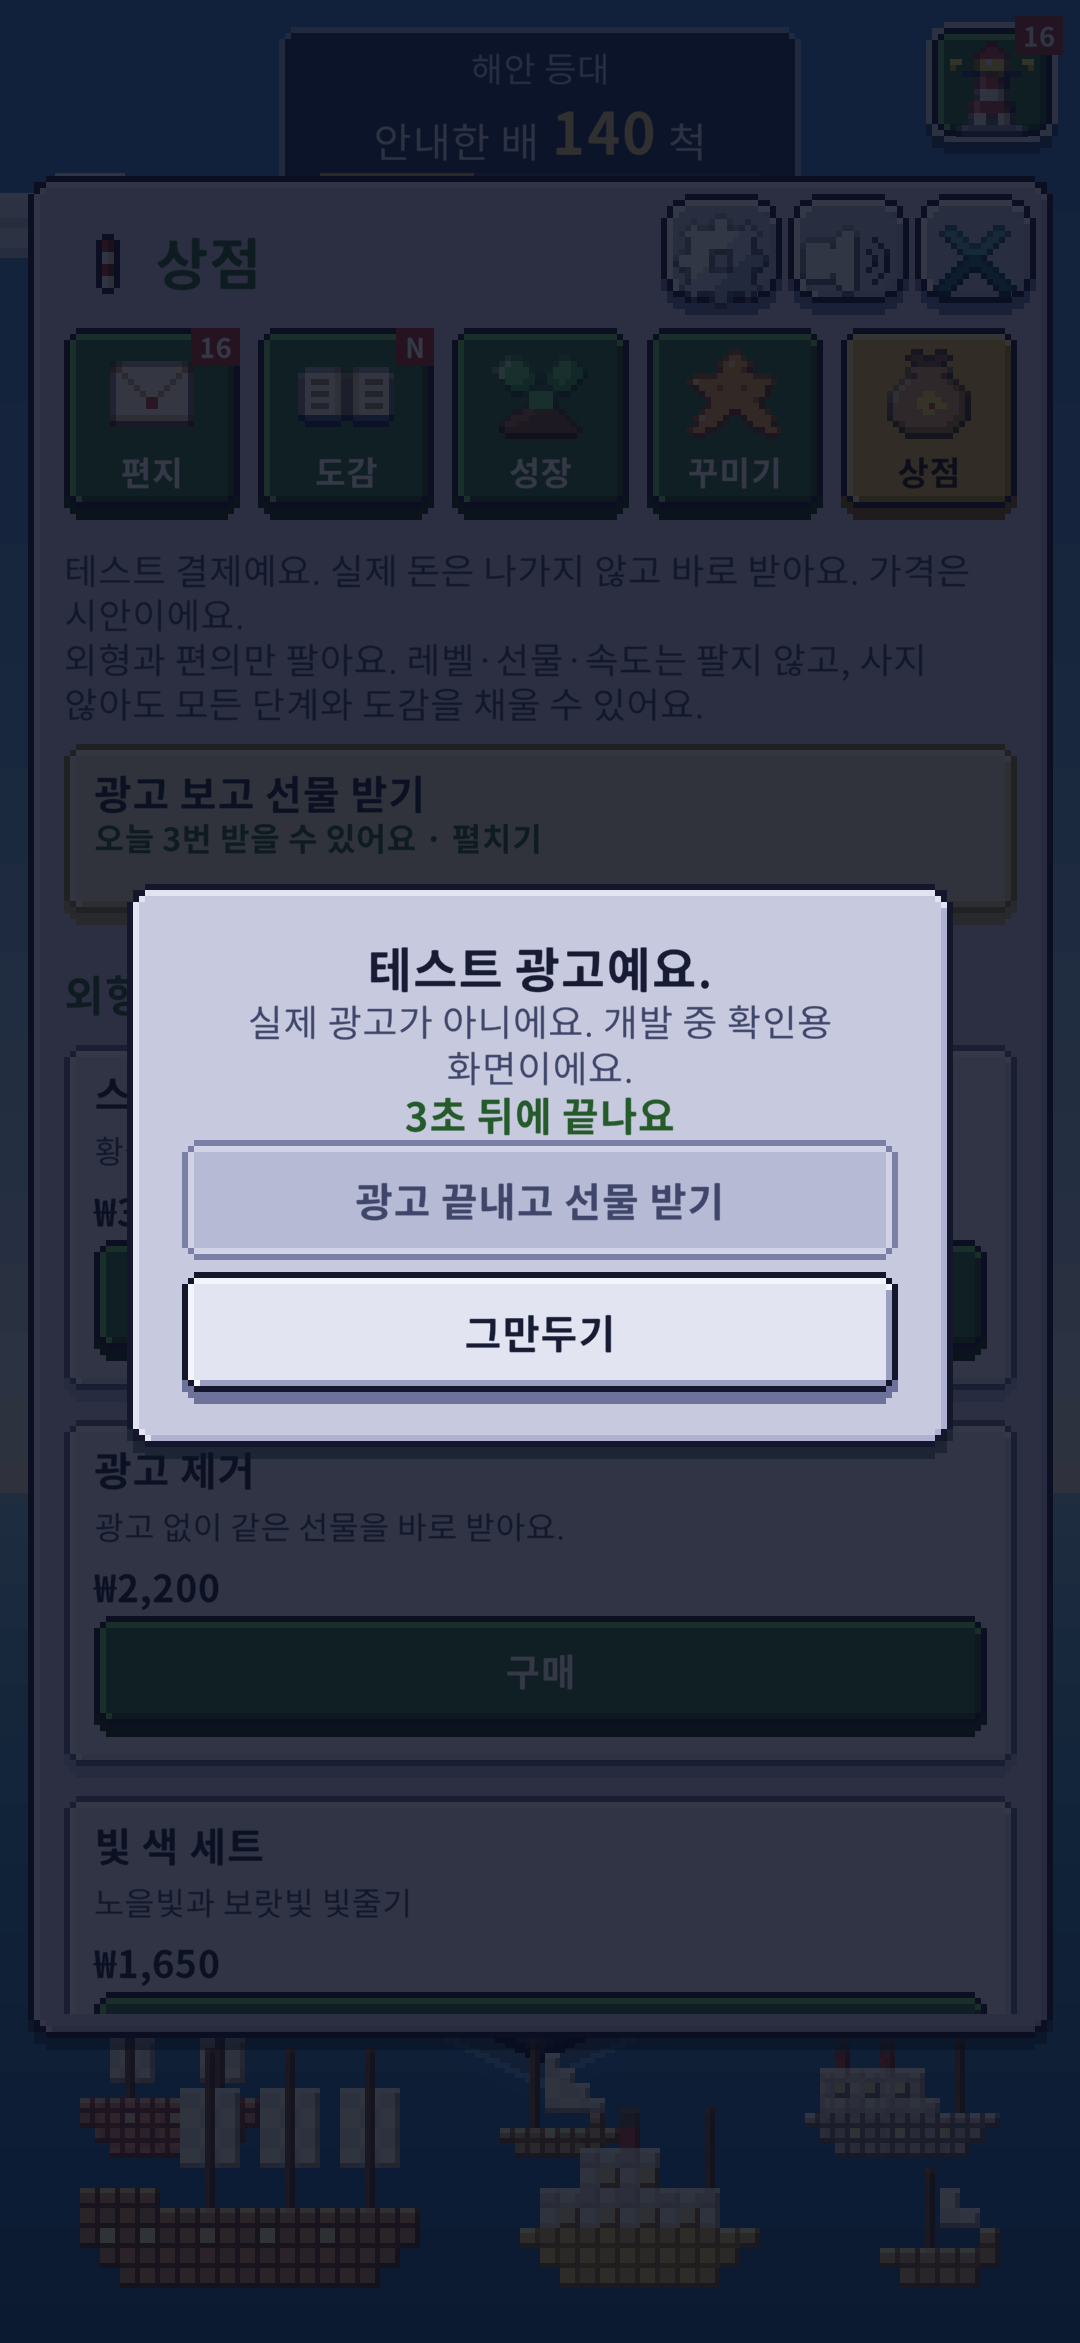 해안 등대
안내한 배 140 척
16
상점
16
N
편지
도감
성장
꾸미기
상점
테스트 결제예요. 실제 돈은 나가지 않고 바로 받아요. 가격은
시안이에요.
외형과 편의만 팔아요. 레벨·선물·속도는 팔지 않고, 사지
않아도 모든 단계와 도감을 채울 수 있어요.
광고 보고 선물 받기
오늘 3번 받을 수 있어요 · 펼치기
테스트 광고예요.
실제 광고가 아니에요. 개발 중 확인용
화면이에요.
3초 뒤에 끝나요
광고 끝내고 선물 받기
그만두기
광고 제거
광고 없이 같은 선물을 바로 받아요.
₩2,200
구매
빛 색 세트
노을빛과 보랏빛 빛줄기
₩1,650